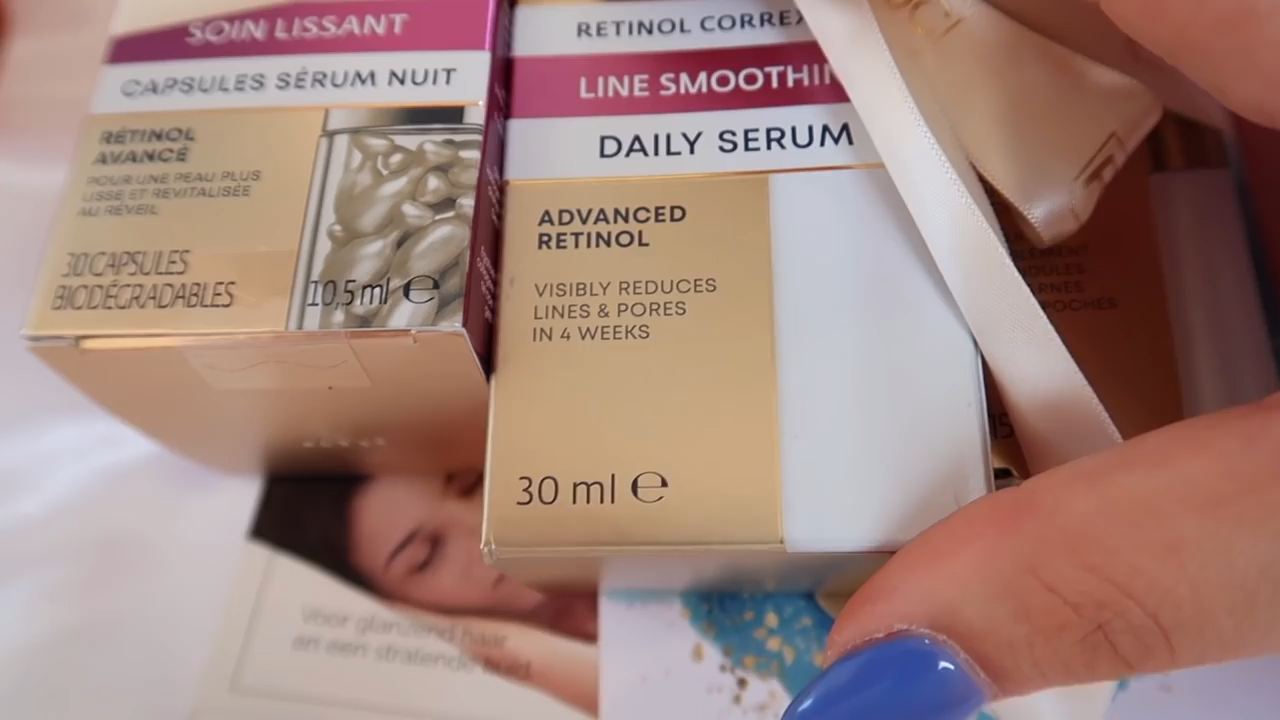 SOIN LISSANT
CAPSULES SÉRUM NUIT
RÉTINOL
AVANCÉ
POUR UNE PEAU PLUS
LISSE ET REVITALISÉE
AU RÉVEIL
30 CAPSULES
BIODÉGRADABLES
10,5 ml ℮
RETINOL CORREX
LINE SMOOTHIN
DAILY SERUM
ADVANCED
RETINOL
VISIBLY REDUCES
LINES & PORES
IN 4 WEEKS
30 ml ℮
Voor glanzend haar
en een stralende huid